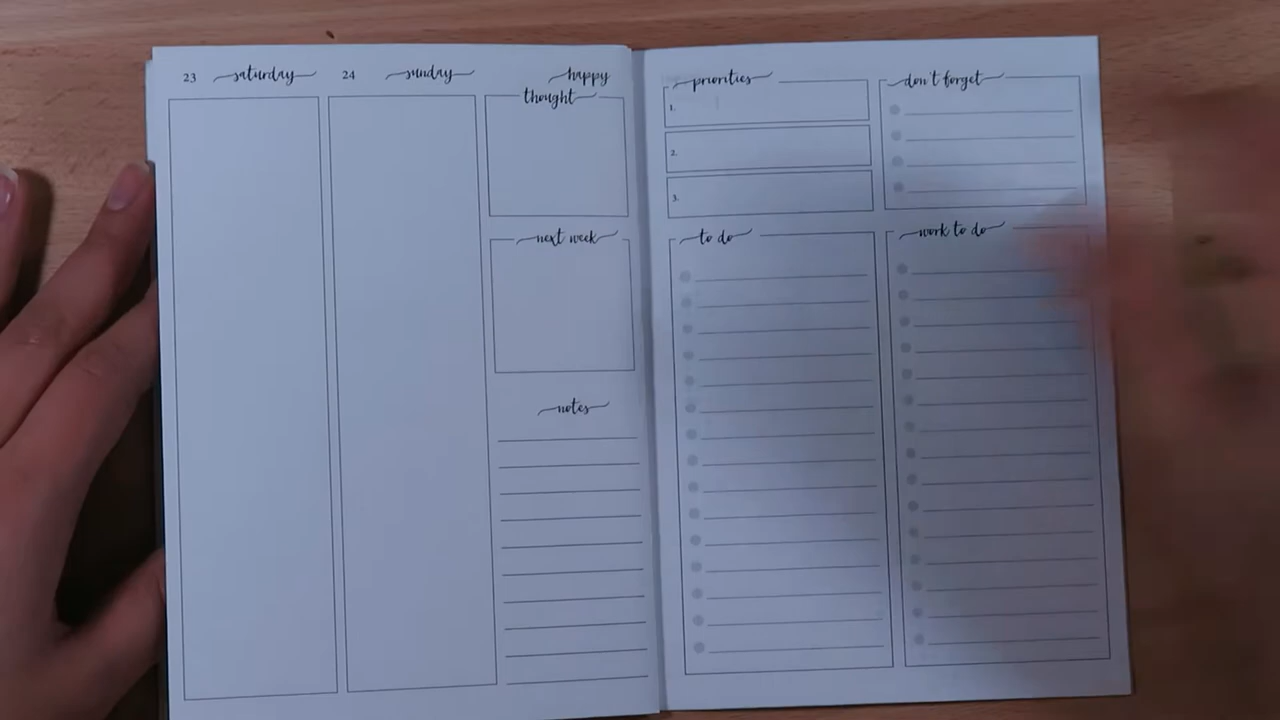 23 saturday
24 sunday
happy
thought
next week
notes
priorities
1.
2.
3.
don't forget
to do
work to do